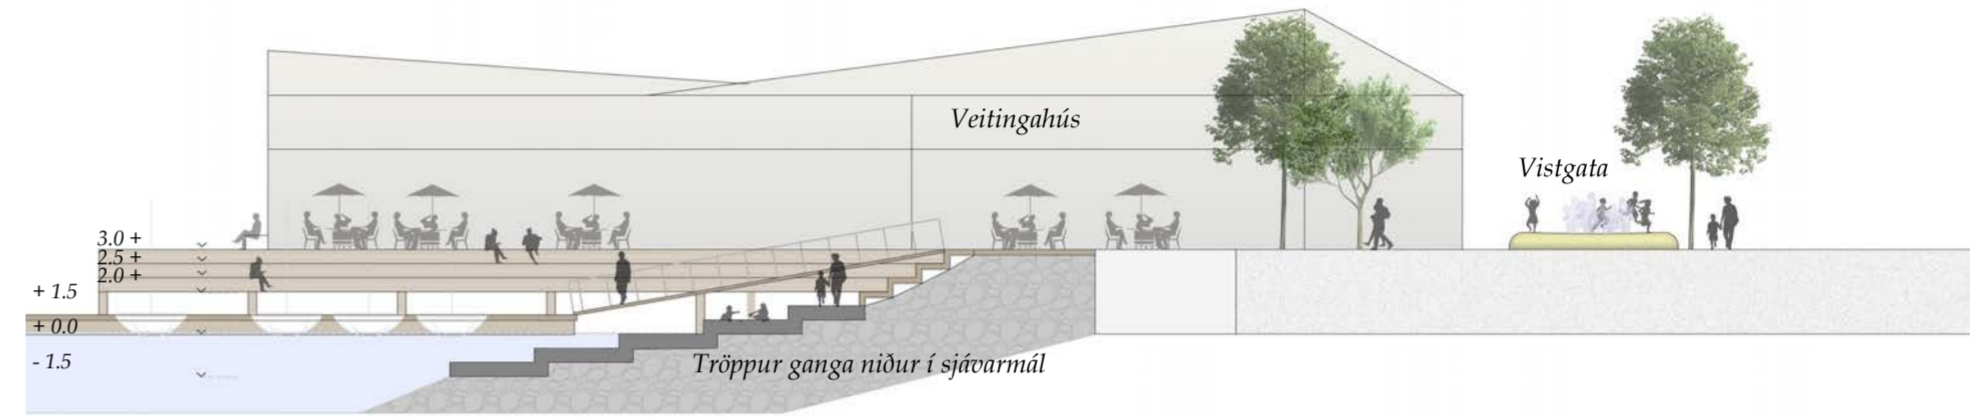 Veitingahús
Vistgata
3.0 +
2.5 +
2.0 +
+ 1.5
+ 0.0
- 1.5
Tröppur ganga niður í sjávarmál